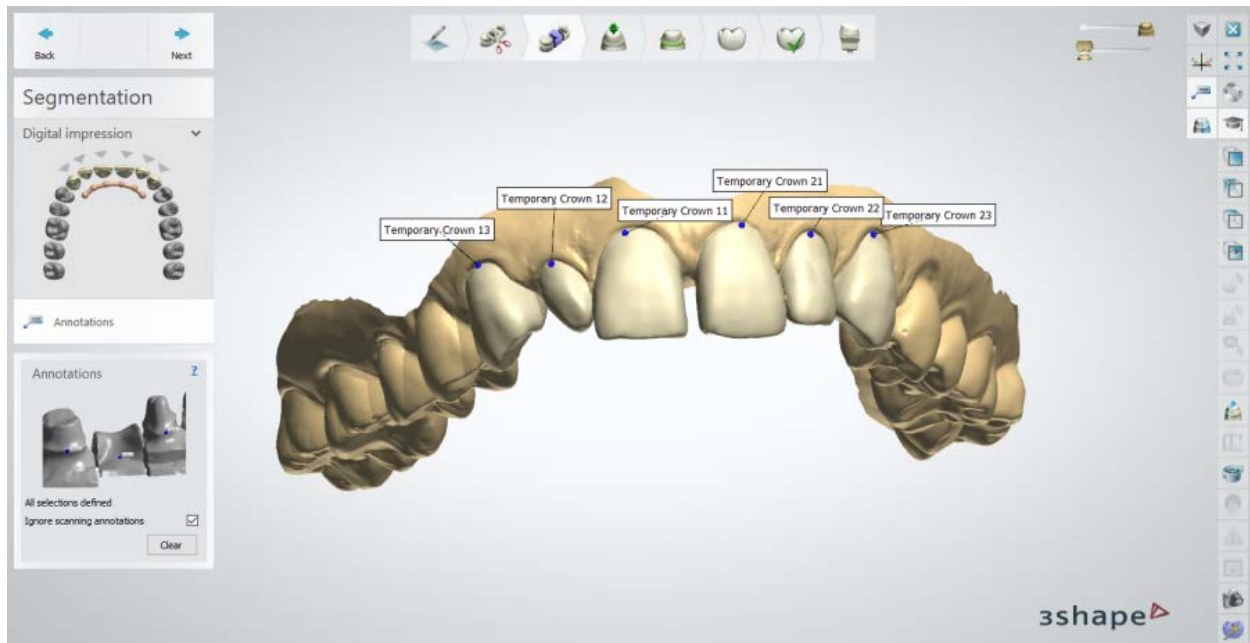 Back
Next
Segmentation
Digital impression
Annotations
Annotations
?
All selections defined
Ignore scanning annotations
Clear
Temporary Crown 13
Temporary Crown 12
Temporary Crown 11
Temporary Crown 21
Temporary Crown 22
Temporary Crown 23
3shape